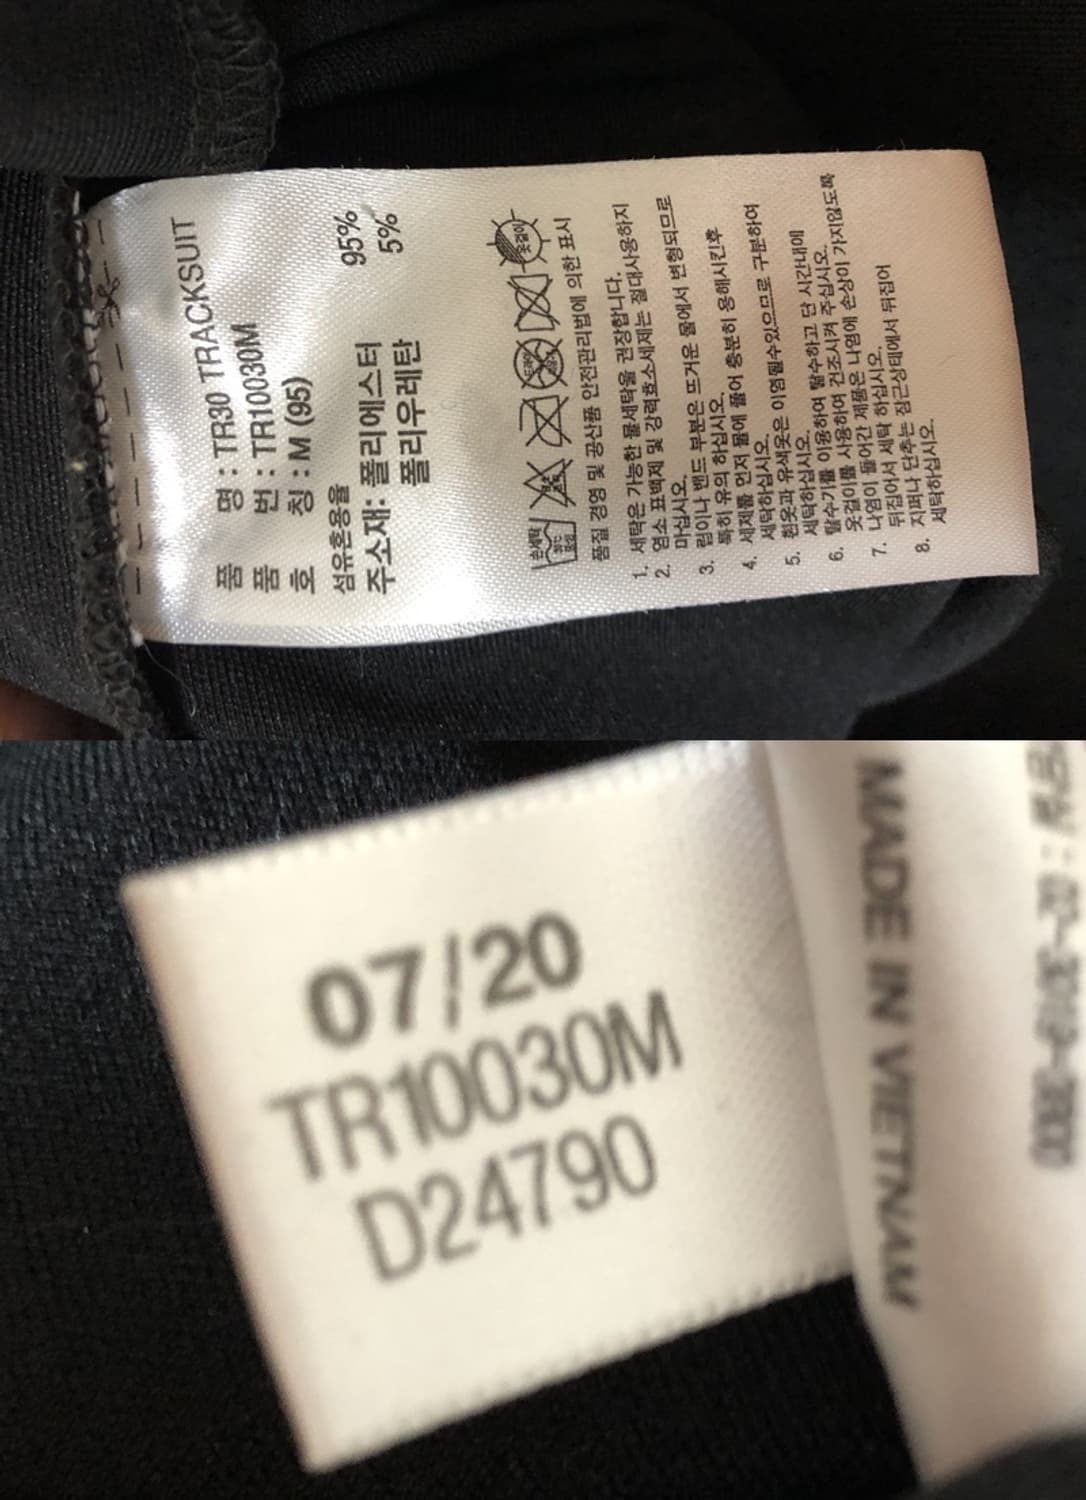 품 명 : TR30 TRACKSUIT
품 번 : TR10030M
호 칭 : M (95)
섬유혼용율
주소재: 폴리에스터 95%
폴리우레탄 5%
손세탁
30℃
중성
드라이
옷걸이
품질 경영 및 공산품 안전관리법에 의한 표시
1. 세탁은 가능한 물세탁을 권장합니다.
2. 염소 표백제 및 강력효소세제는 절대사용하지
마십시오.
3. 립이나 밴드 부분은 뜨거운 물에서 변형되므로
특히 유의 하십시오.
4. 세제를 먼저 물에 풀어 충분히 용해시킨후
세탁하십시오.
5. 흰옷과 유색옷은 이염될수있으므로 구분하여
세탁하십시오.
6. 탈수기를 이용하여 탈수하고 단 시간내에
옷걸이를 사용하여 건조시켜 주십시오.
7. 나염이 들어간 제품은 나염에 손상이 가지않도록
뒤집어서 세탁 하십시오.
8. 지퍼나 단추는 잠근상태에서 뒤집어
세탁하십시오.
07/20
TR10030M
D24790
MADE IN VIETNAM